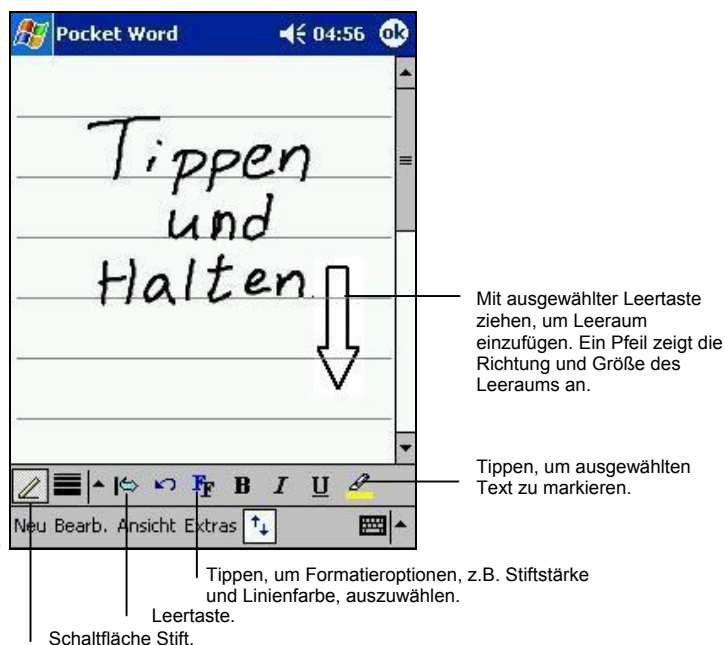 Pocket Word 04:56 ok
Tippen
und
Halten
Mit ausgewählter Leertaste
ziehen, um Leeraum
einzufügen. Ein Pfeil zeigt die
Richtung und Größe des
Leeraums an.
Tippen, um ausgewählten
Text zu markieren.
FF B I U
Neu Bearb. Ansicht Extras
Tippen, um Formatieroptionen, z.B. Stiftstärke
und Linienfarbe, auszuwählen.
Leertaste.
Schaltfläche Stift.